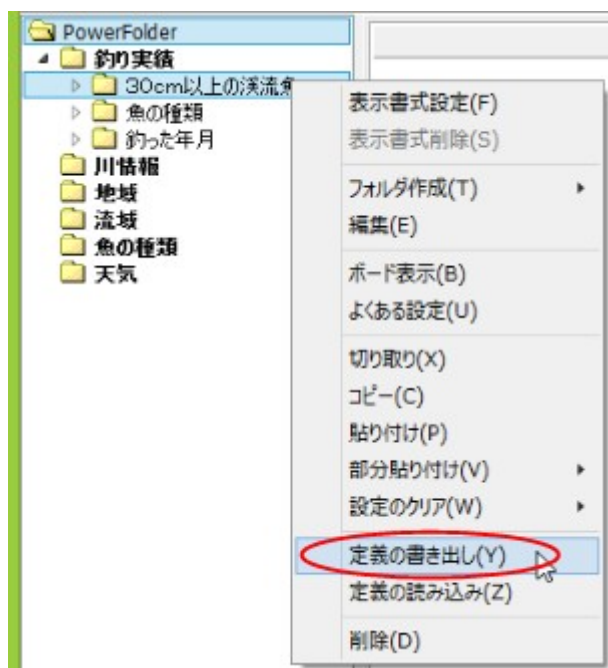 PowerFolder
釣り実績
30cm以上の渓流魚
魚の種類
釣った年月
川情報
地域
流域
魚の種類
天気
表示書式設定(F)
表示書式削除(S)
フォルダ作成(T)
編集(E)
ボード表示(B)
よくある設定(U)
切り取り(X)
コピー(C)
貼り付け(P)
部分貼り付け(V)
設定のクリア(W)
定義の書き出し(Y)
定義の読み込み(Z)
削除(D)